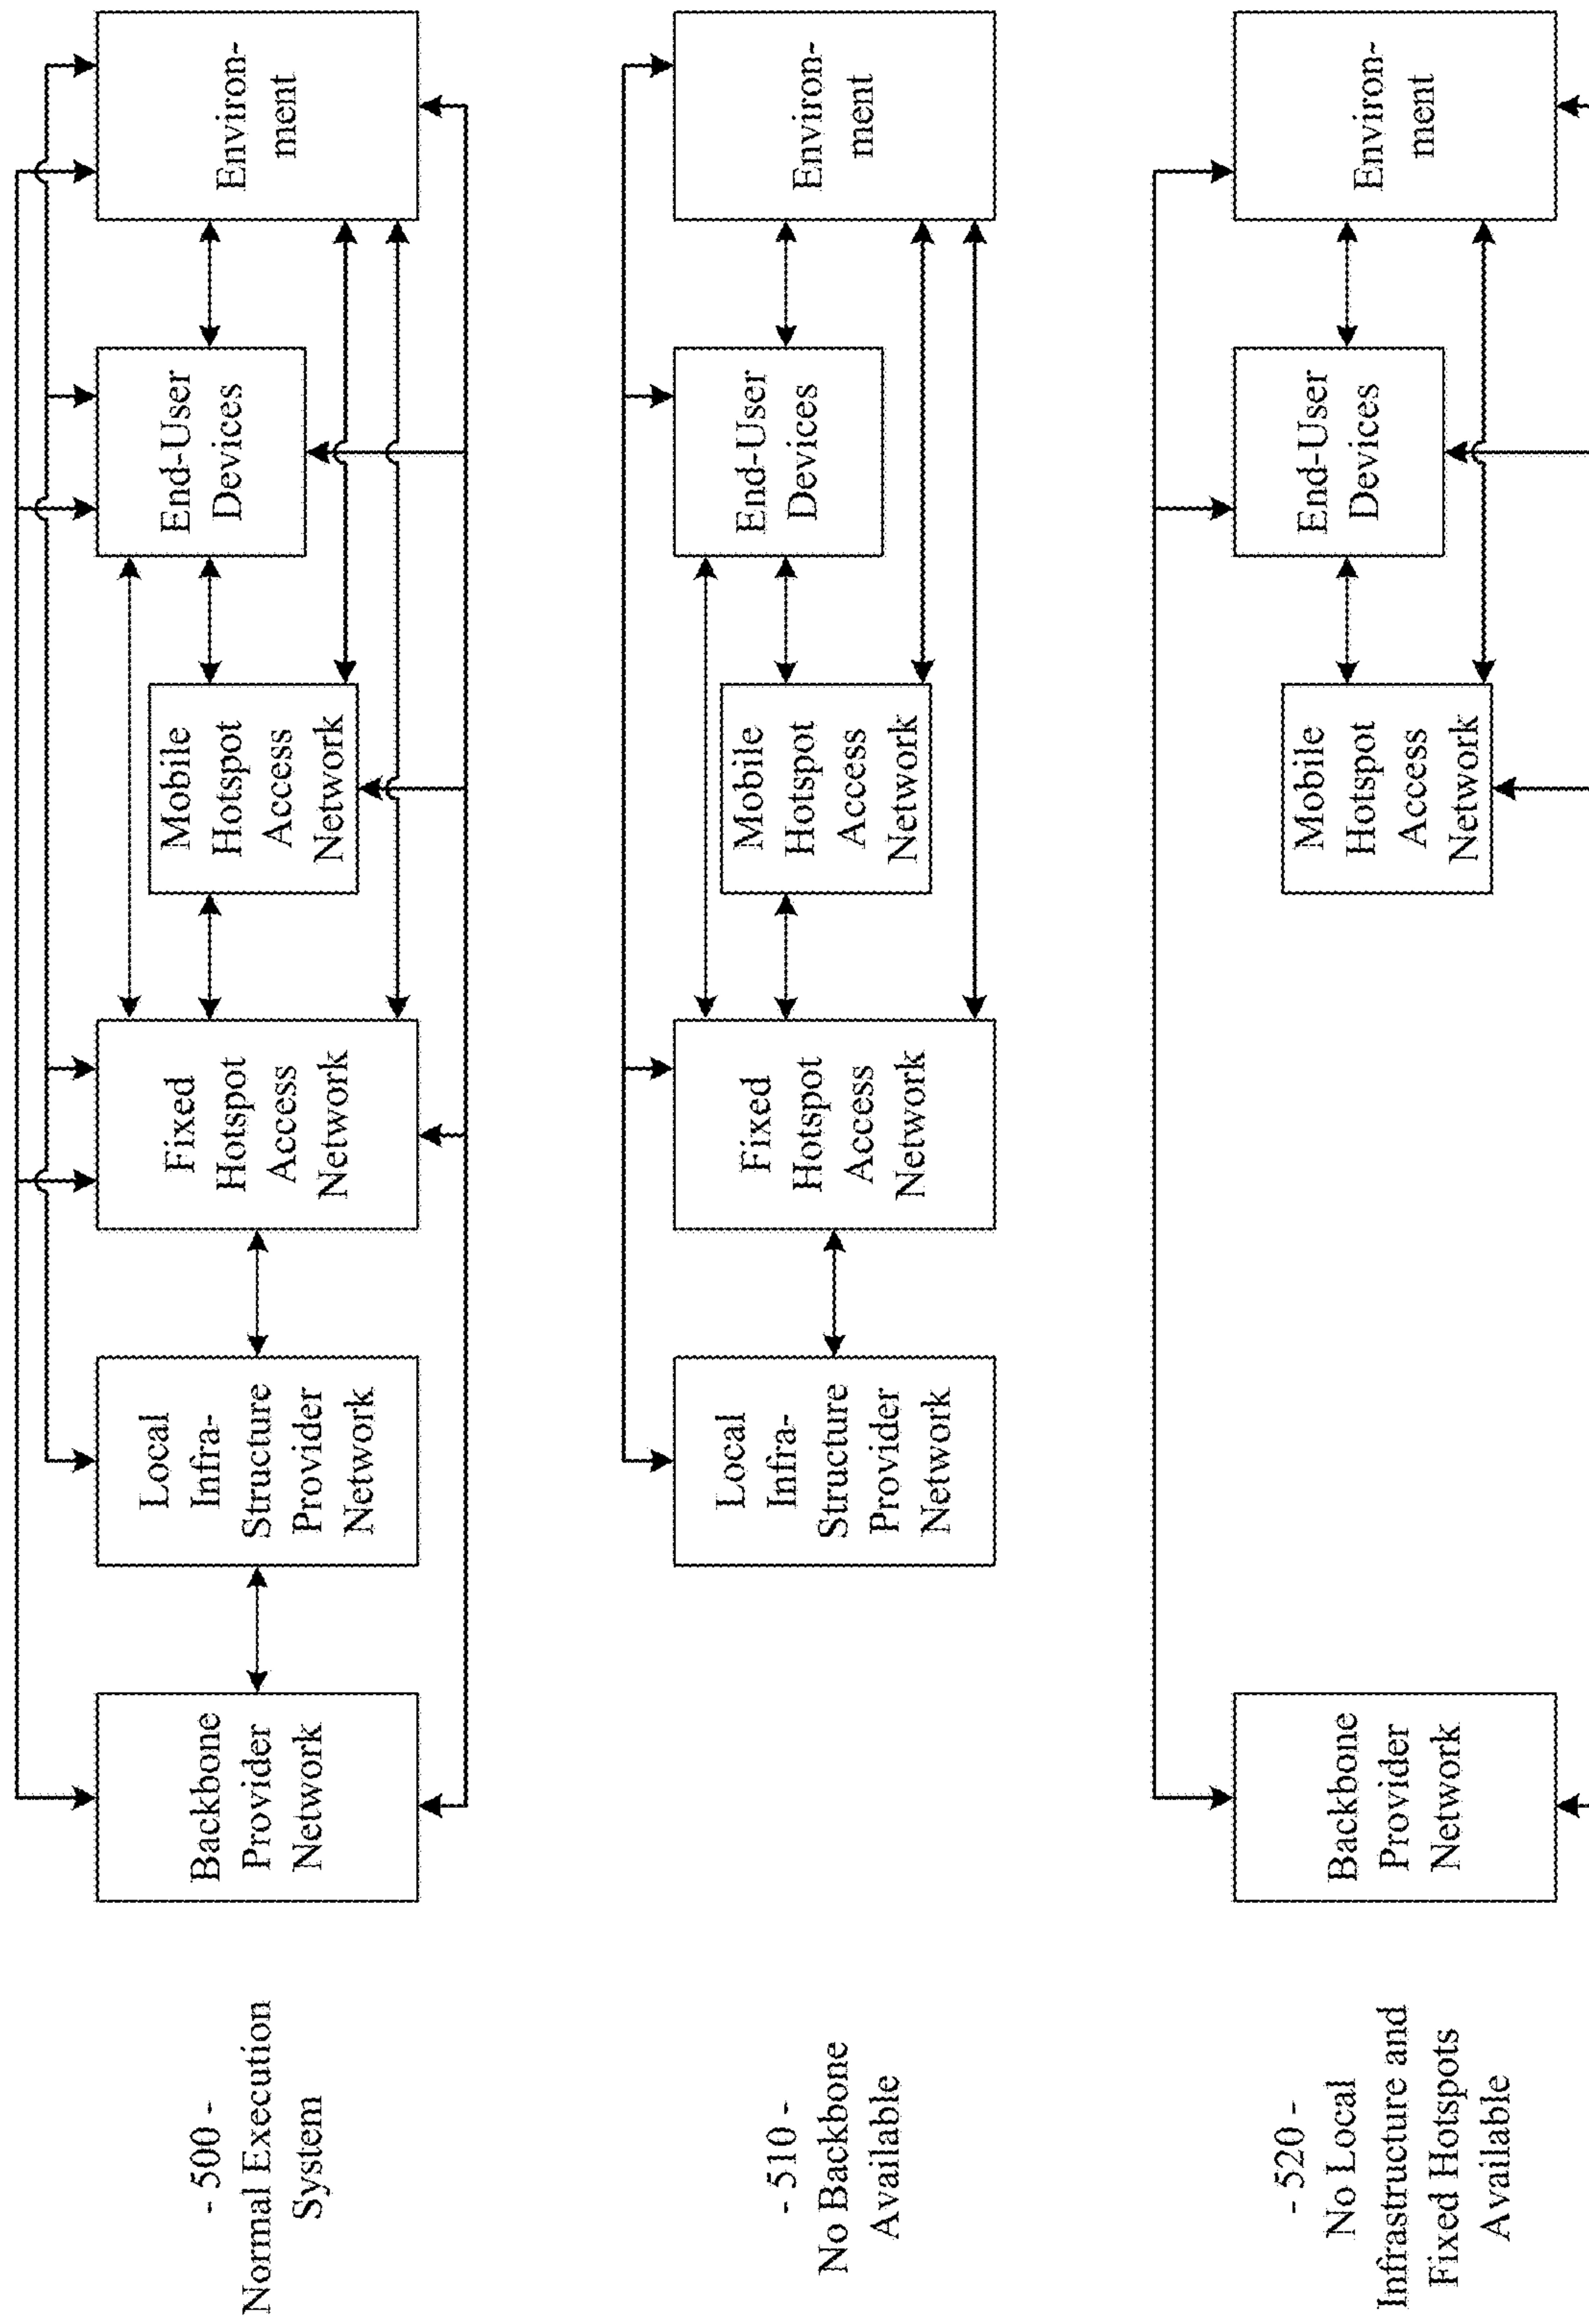 - 500 -
Normal Execution
System
Backbone
Provider
Network
Local
Infra-
Structure
Provider
Network
Fixed
Hotspot
Access
Network
Mobile
Hotspot
Access
Network
End-User
Devices
Environ-
ment
- 510 -
No Backbone
Available
Local
Infra-
Structure
Provider
Network
Fixed
Hotspot
Access
Network
Mobile
Hotspot
Access
Network
End-User
Devices
Environ-
ment
- 520 -
No Local
Infrastructure and
Fixed Hotspots
Available
Backbone
Provider
Network
Mobile
Hotspot
Access
Network
End-User
Devices
Environ-
ment